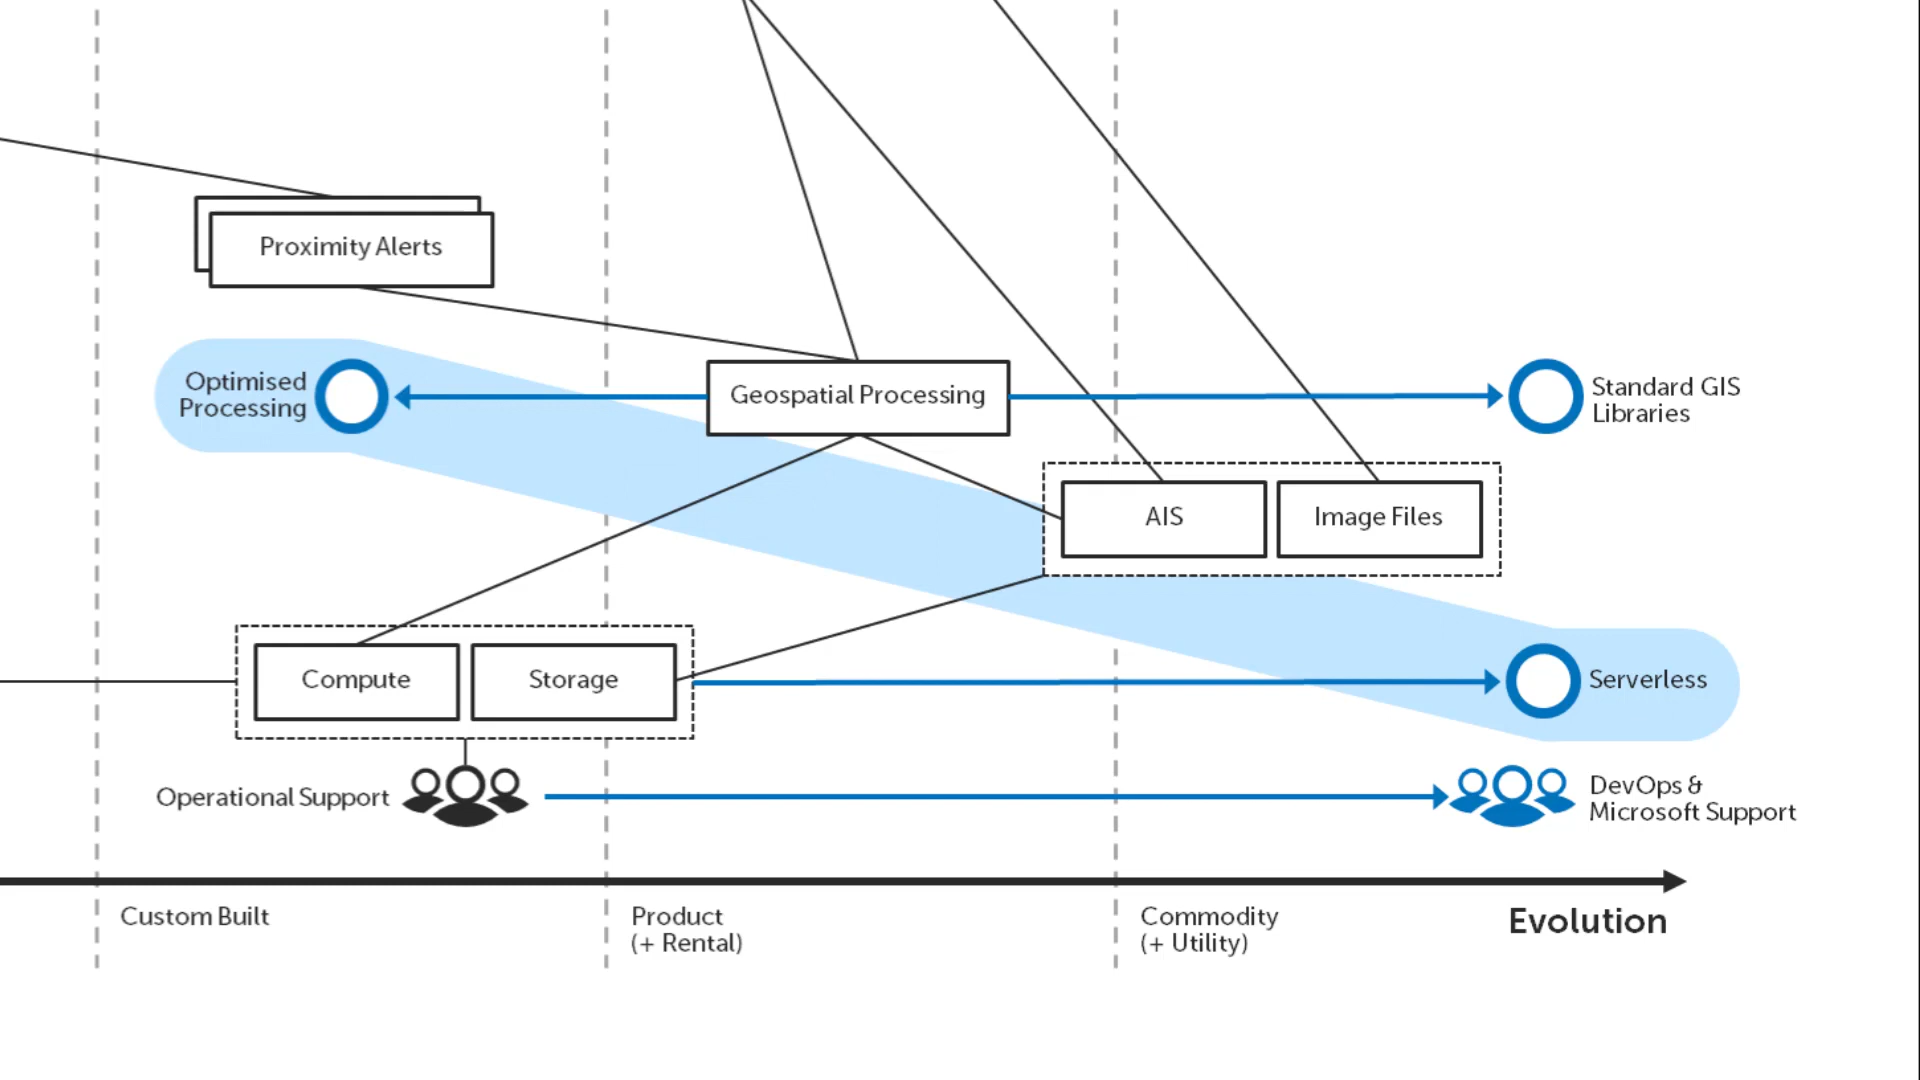 Proximity Alerts
Optimised
Processing
Geospatial Processing
Standard GIS
Libraries
AIS
Image Files
Compute
Storage
Serverless
Operational Support
DevOps &
Microsoft Support
Custom Built
Product
(+ Rental)
Commodity
(+ Utility)
Evolution